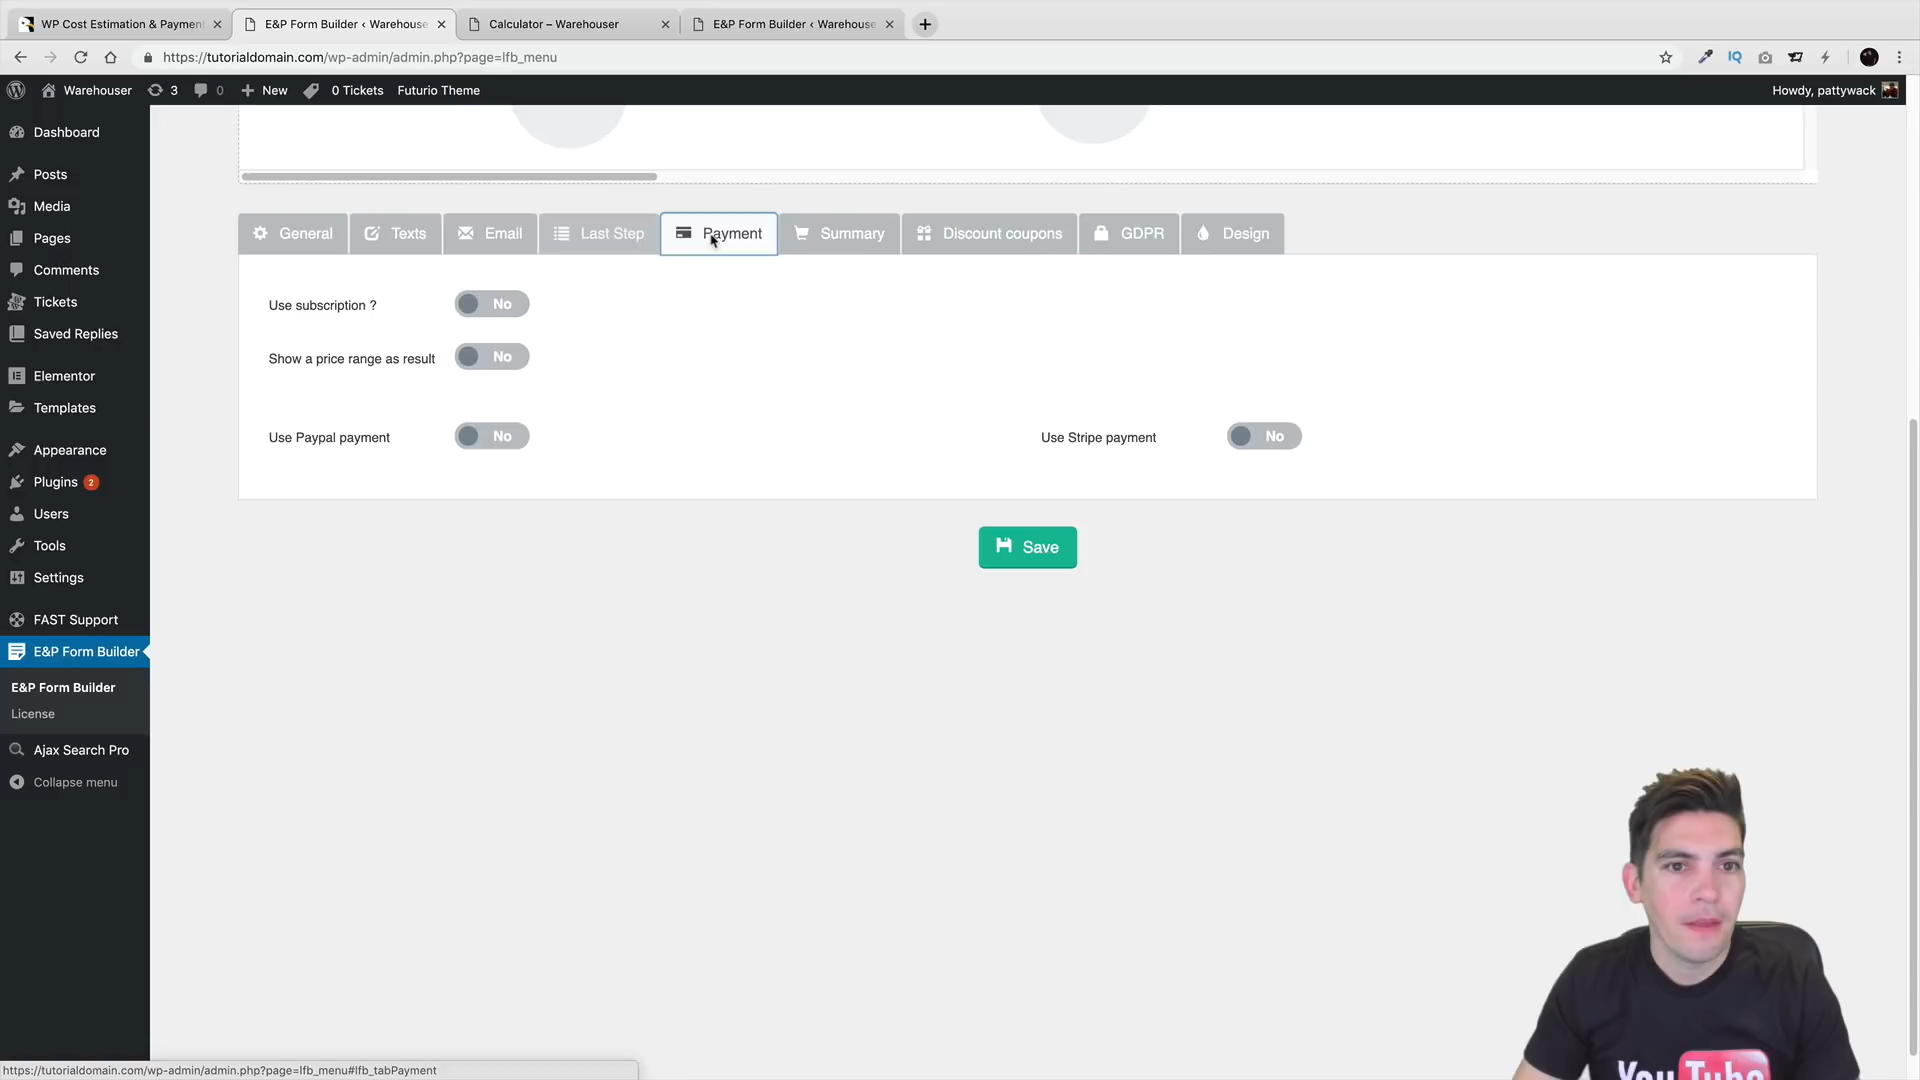 WP Cost Estimation & Payment
E&P Form Builder ‹ Warehouse
Calculator – Warehouser
E&P Form Builder ‹ Warehouse
https://tutorialdomain.com/wp-admin/admin.php?page=lfb_menu
IQ
Warehouser
3
0
New
0 Tickets
Futurio Theme
Howdy, pattywack
Dashboard
Posts
Media
Pages
Comments
Tickets
Saved Replies
Elementor
Templates
Appearance
Plugins 2
Users
Tools
Settings
FAST Support
E&P Form Builder
E&P Form Builder
License
Ajax Search Pro
Collapse menu
General
Texts
Email
Last Step
Payment
Summary
Discount coupons
GDPR
Design
Use subscription ?
No
Show a price range as result
No
Use Paypal payment
No
Use Stripe payment
No
Save
You Tube
https://tutorialdomain.com/wp-admin/admin.php?page=lfb_menu#lfb_tabPayment